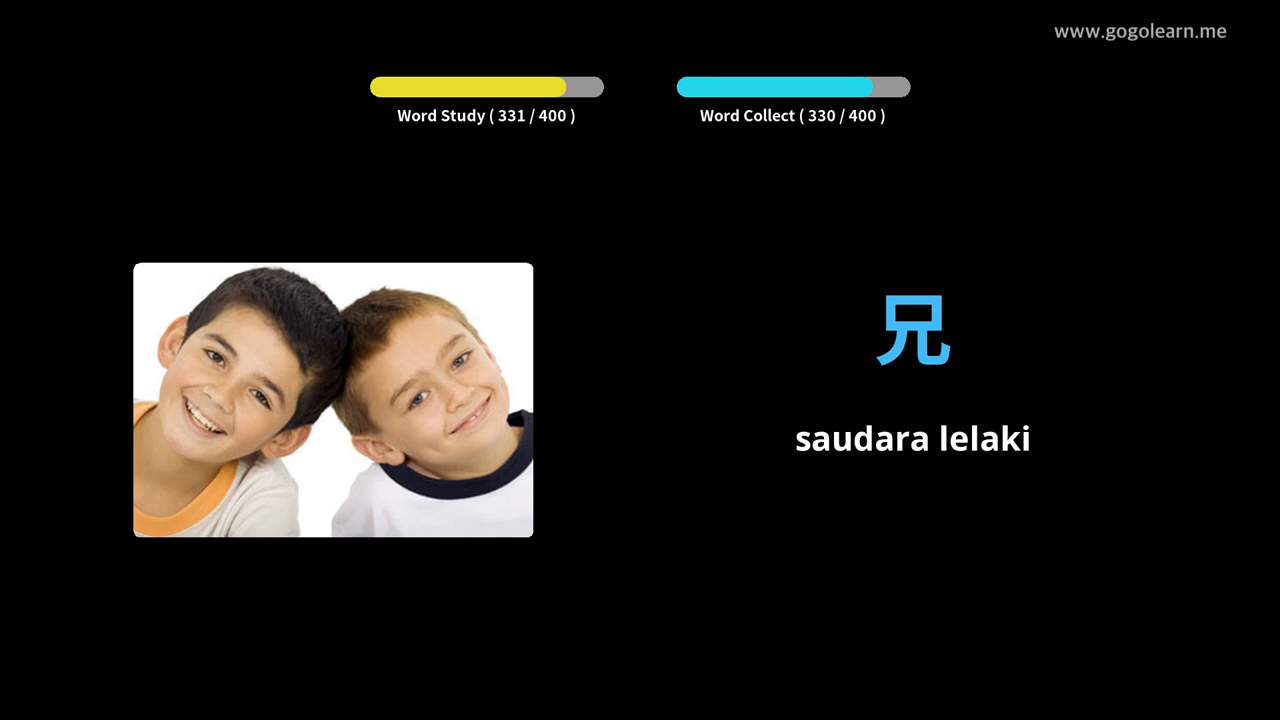 www.gogolearn.me
Word Study ( 331 / 400 )
Word Collect ( 330 / 400 )
兄
saudara lelaki